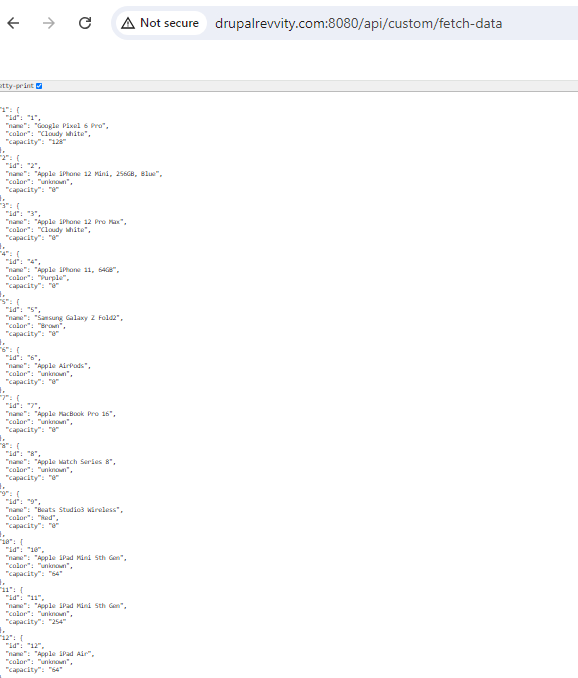 Not secure drupalrevvity.com:8080/api/custom/fetch-data
etty-print
"1": {
"id": "1",
"name": "Google Pixel 6 Pro",
"color": "Cloudy White",
"capacity": "128"
},
"2": {
"id": "2",
"name": "Apple iPhone 12 Mini, 256GB, Blue",
"color": "unknown",
"capacity": "0"
},
"3": {
"id": "3",
"name": "Apple iPhone 12 Pro Max",
"color": "Cloudy White",
"capacity": "0"
},
"4": {
"id": "4",
"name": "Apple iPhone 11, 64GB",
"color": "Purple",
"capacity": "0"
},
"5": {
"id": "5",
"name": "Samsung Galaxy Z Fold2",
"color": "Brown",
"capacity": "0"
},
"6": {
"id": "6",
"name": "Apple AirPods",
"color": "unknown",
"capacity": "0"
},
"7": {
"id": "7",
"name": "Apple MacBook Pro 16",
"color": "unknown",
"capacity": "0"
},
"8": {
"id": "8",
"name": "Apple Watch Series 8",
"color": "unknown",
"capacity": "0"
},
"9": {
"id": "9",
"name": "Beats Studio3 Wireless",
"color": "Red",
"capacity": "0"
},
"10": {
"id": "10",
"name": "Apple iPad Mini 5th Gen",
"color": "unknown",
"capacity": "64"
},
"11": {
"id": "11",
"name": "Apple iPad Mini 5th Gen",
"color": "unknown",
"capacity": "254"
},
"12": {
"id": "12",
"name": "Apple iPad Air",
"color": "unknown",
"capacity": "64"